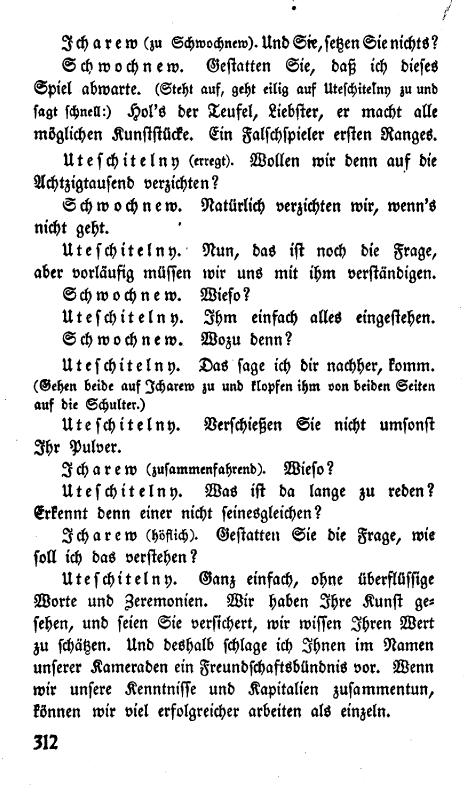 Icharew (zu Schwochnew). Und Sie, setzen Sie nichts?
Schwochnew. Gestatten Sie, daß ich dieses
Spiel abwarte. (Steht auf, geht eilig auf Uteschitelny zu und
sagt schnell:) Hol's der Teufel, Liebster, er macht alle
möglichen Kunststücke. Ein Falschspieler ersten Ranges.
Uteschitelny (erregt). Wollen wir denn auf die
Achtzigtausend verzichten?
Schwochnew. Natürlich verzichten wir, wenn's
nicht geht.
Uteschitelny. Nun, das ist noch die Frage,
aber vorläufig müssen wir uns mit ihm verständigen.
Schwochnew. Wieso?
Uteschitelny. Ihm einfach alles eingestehen.
Schwochnew. Wozu denn?
Uteschitelny. Das sage ich dir nachher, komm.
(Gehen beide auf Icharew zu und klopfen ihm von beiden Seiten
auf die Schulter.)
Uteschitelny. Verschießen Sie nicht umsonst
Ihr Pulver.
Icharew (zusammenfahrend). Wieso?
Uteschitelny. Was ist da lange zu reden?
Erkennt denn einer nicht seinesgleichen?
Icharew (höflich). Gestatten Sie die Frage, wie
soll ich das verstehen?
Uteschitelny. Ganz einfach, ohne überflüssige
Worte und Zeremonien. Wir haben Ihre Kunst ge-
sehen, und seien Sie versichert, wir wissen Ihren Wert
zu schätzen. Und deshalb schlage ich Ihnen im Namen
unserer Kameraden ein Freundschaftsbündnis vor. Wenn
wir unsere Kenntnisse und Kapitalien zusammentun,
können wir viel erfolgreicher arbeiten als einzeln.
312